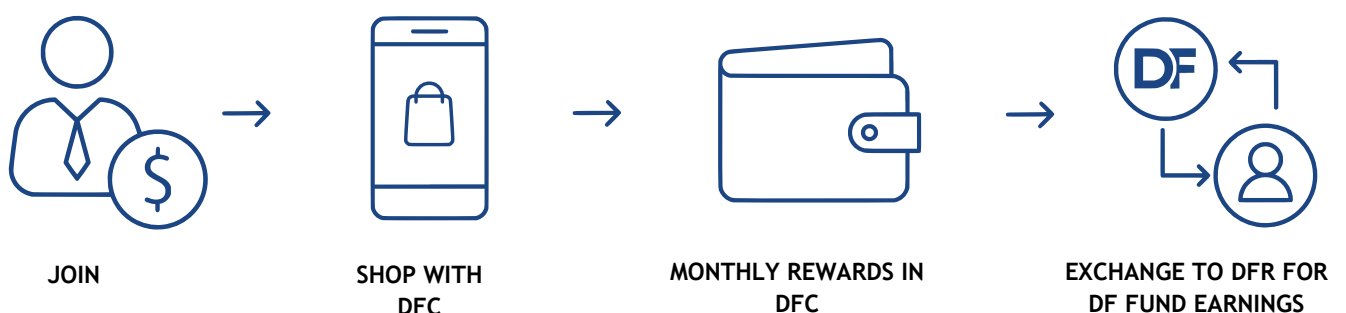 $
DF
JOIN
SHOP WITH
DFC
MONTHLY REWARDS IN
DFC
EXCHANGE TO DFR FOR
DF FUND EARNINGS